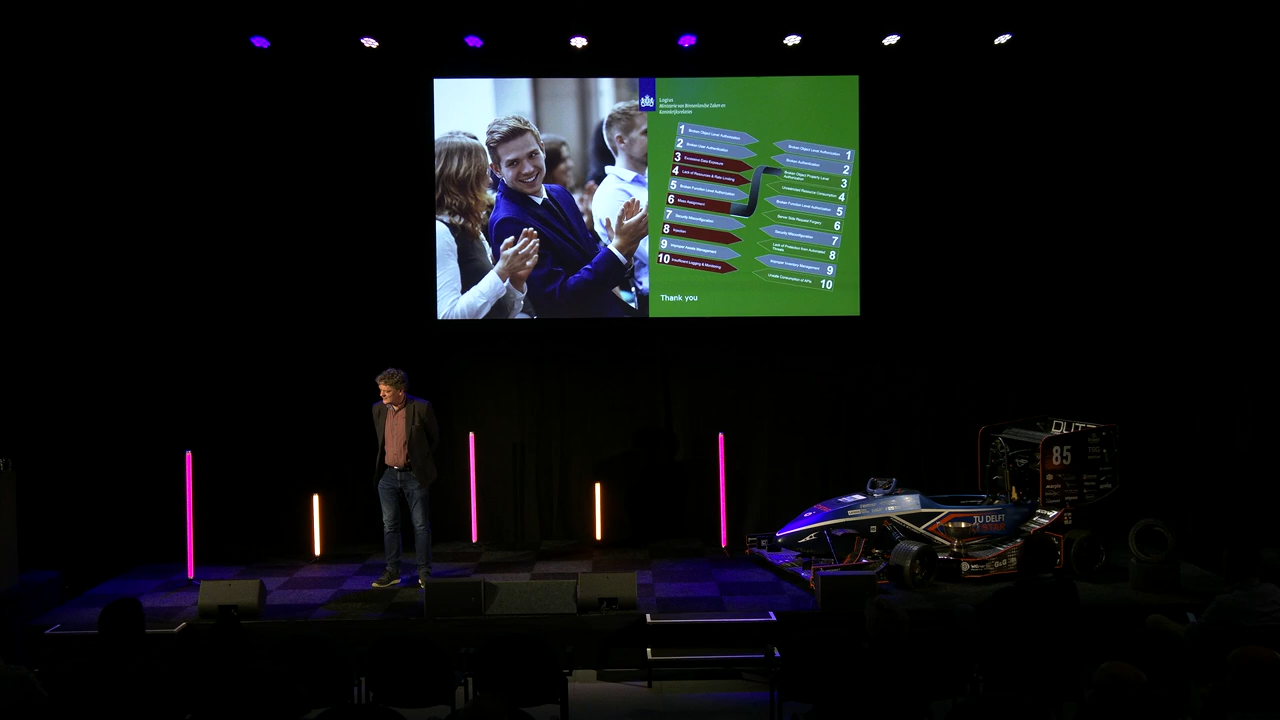 Logius
Ministerie van Binnenlandse Zaken en
Koninkrijksrelaties
1 Broken Object Level Authorization
2 Broken User Authentication
3 Excessive Data Exposure
4 Lack of Resources & Rate Limiting
5 Broken Function Level Authorization
6 Mass Assignment
7 Security Misconfiguration
8 Injection
9 Improper Assets Management
10 Insufficient Logging & Monitoring
Broken Object Level Authorization 1
Broken Authentication 2
Broken Object Property Level
Authorization 3
Unrestricted Resource Consumption 4
Broken Function Level Authorization 5
Server Side Request Forgery 6
Security Misconfiguration 7
Lack of Protection from Automated
Threats 8
Improper Inventory Management 9
Unsafe Consumption of APIs 10
Thank you
85
TU DELFT